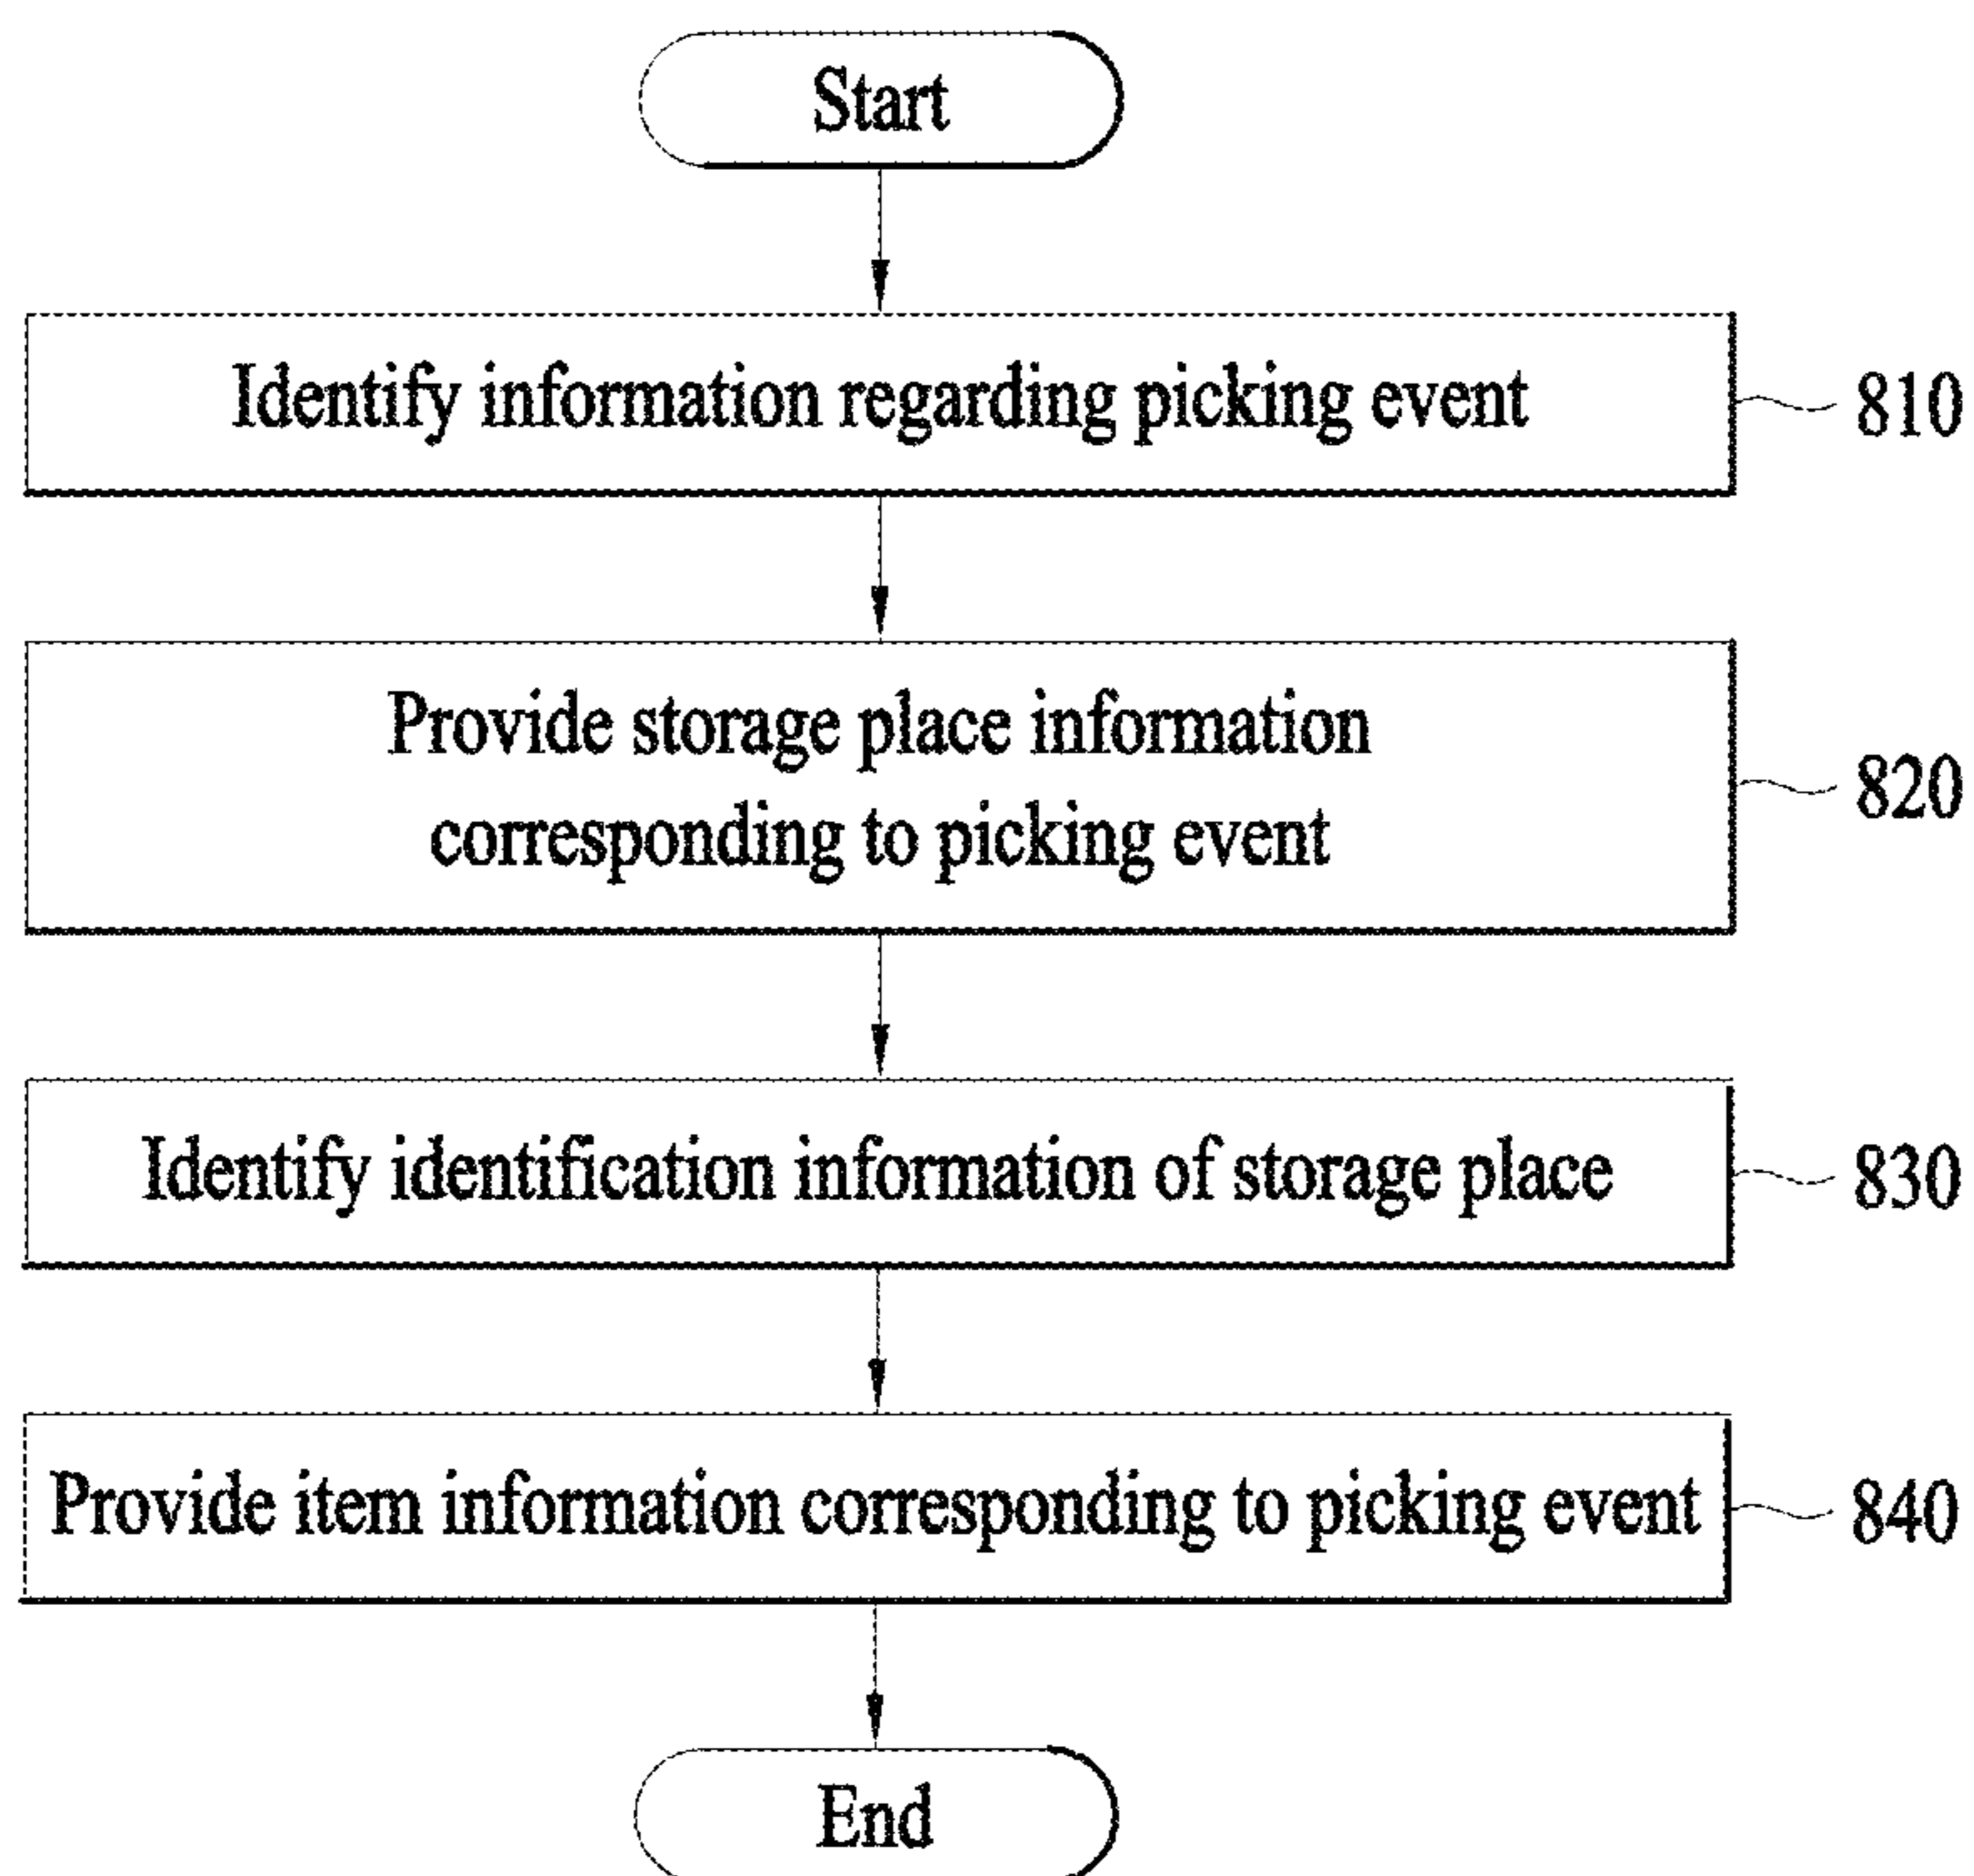 Start
Identify information regarding picking event
810
Provide storage place information
corresponding to picking event
820
Identify identification information of storage place
830
Provide item information corresponding to picking event
840
End